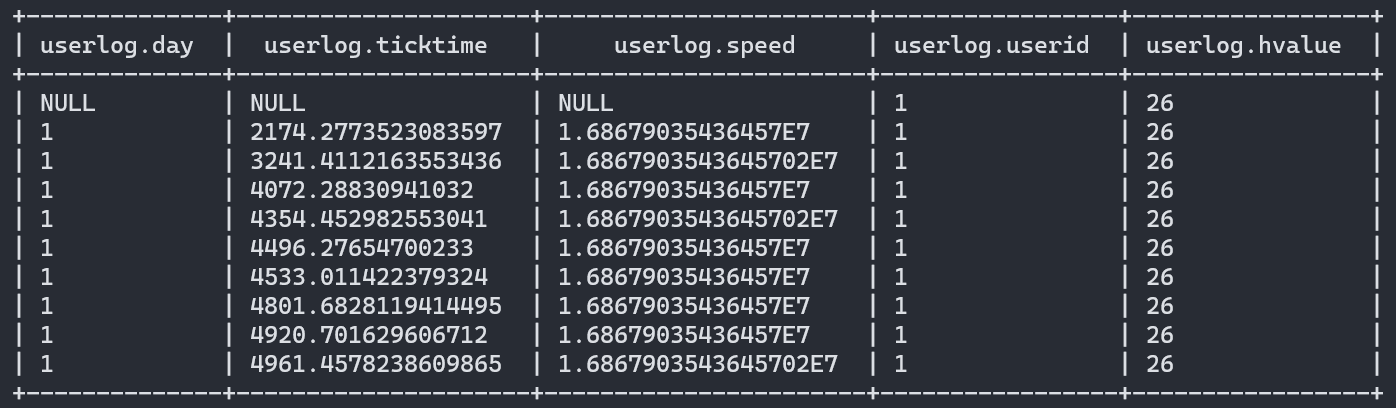 +---------------+----------------------+------------------------+-----------------+-----------------+
| userlog.day  |  userlog.ticktime   |     userlog.speed     | userlog.userid  | userlog.hvalue  |
+---------------+----------------------+------------------------+-----------------+-----------------+
| NULL         | NULL                | NULL                  | 1               | 26              |
| 1            | 2174.2773523083597  | 1.68679035436457E7    | 1               | 26              |
| 1            | 3241.4112163553436  | 1.6867903543645702E7  | 1               | 26              |
| 1            | 4072.28830941032    | 1.68679035436457E7    | 1               | 26              |
| 1            | 4354.452982553041   | 1.6867903543645702E7  | 1               | 26              |
| 1            | 4496.27654700233    | 1.68679035436457E7    | 1               | 26              |
| 1            | 4533.011422379324   | 1.68679035436457E7    | 1               | 26              |
| 1            | 4801.6828119414495  | 1.68679035436457E7    | 1               | 26              |
| 1            | 4920.701629606712   | 1.68679035436457E7    | 1               | 26              |
| 1            | 4961.4578238609865  | 1.6867903543645702E7  | 1               | 26              |
+---------------+----------------------+------------------------+-----------------+-----------------+